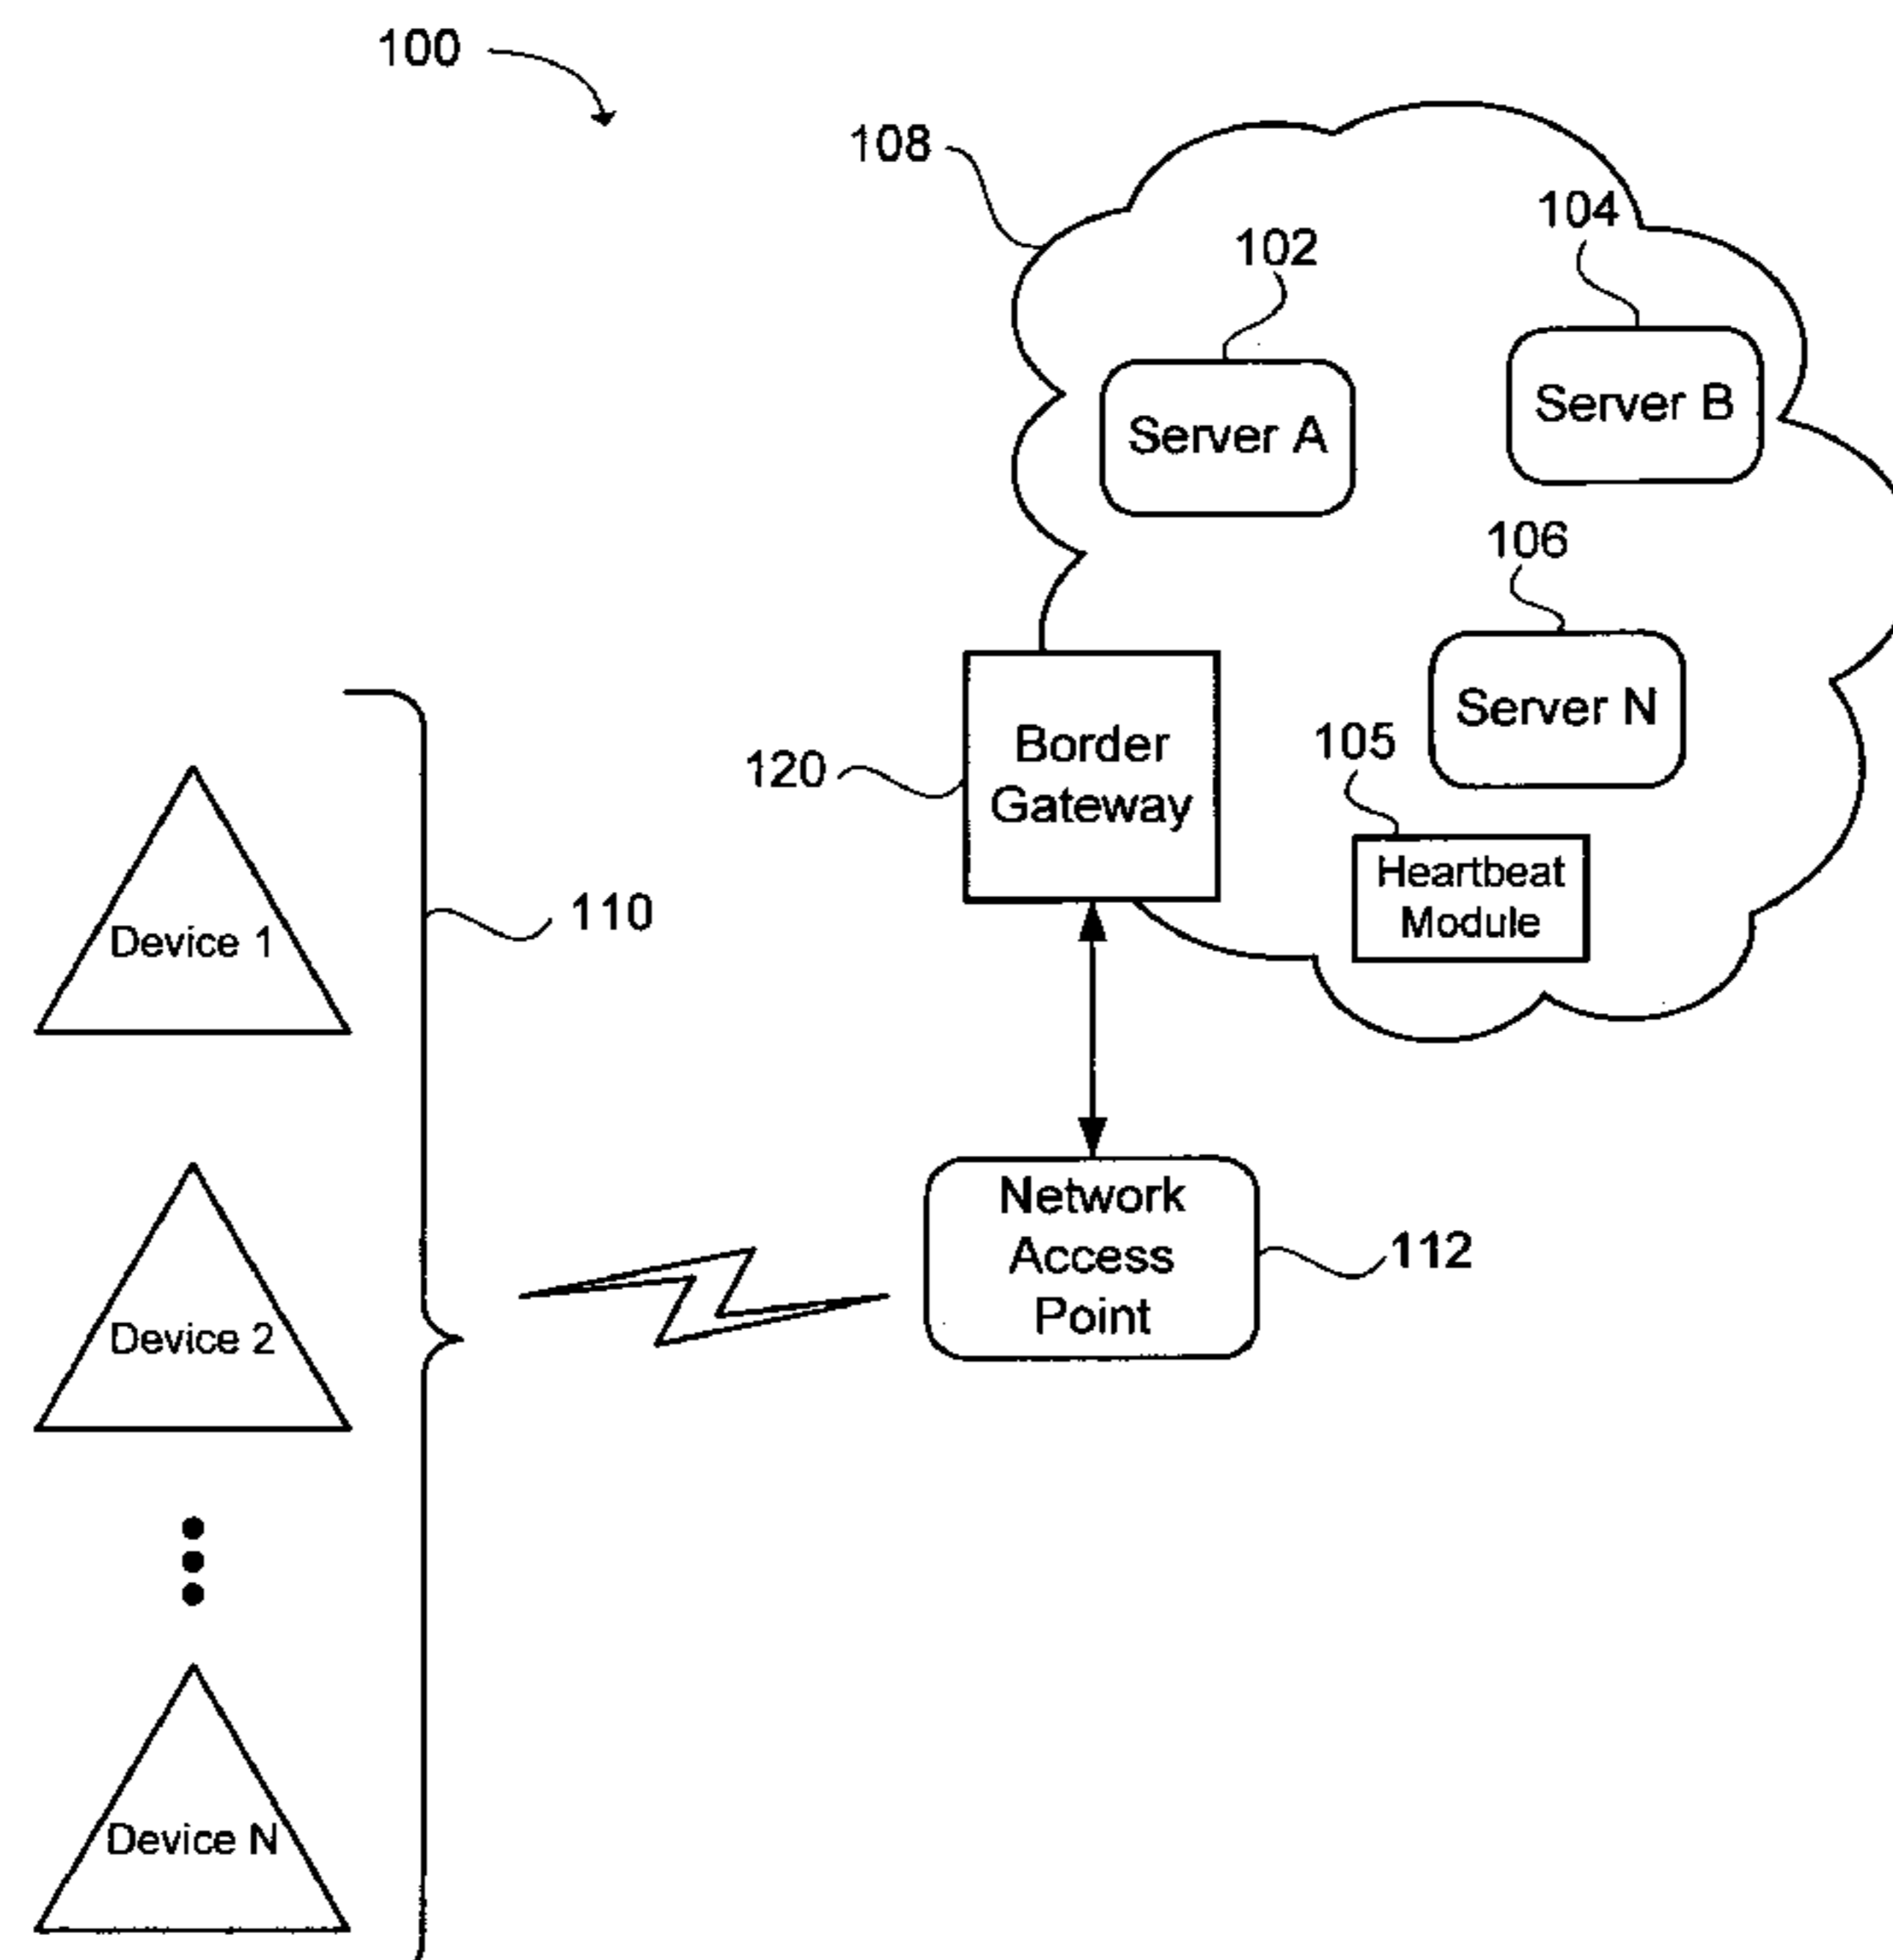 100
108
104
102
Server B
Server A
106
Server N
105
Border
Gateway
120
Heartbeat
Module
110
Device 1
Network
Access
Point
112
Device 2
Device N